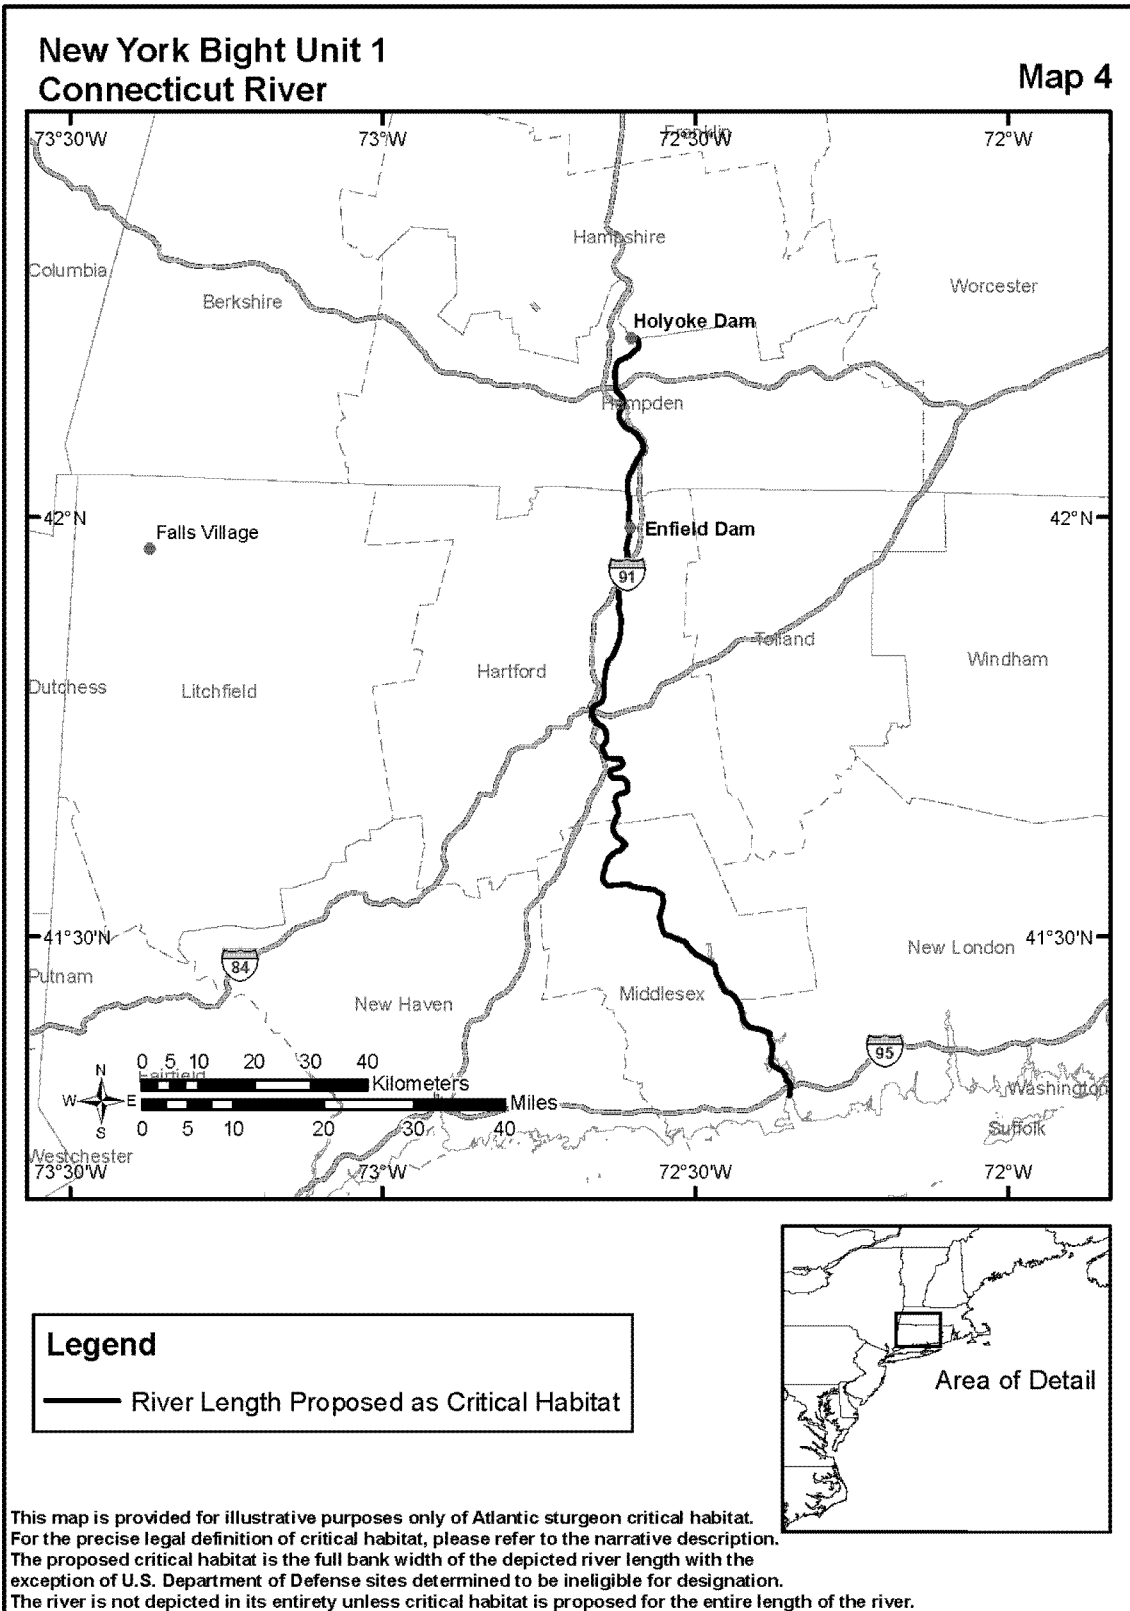 New York Bight Unit 1
Connecticut River
Map 4
73°30'W
73°W
72°30'W
72°W
Franklin
Hampshire
Columbia
Berkshire
Worcester
Holyoke Dam
Hampden
42°N
42°N
Falls Village
Enfield Dam
91
Tolland
Hartford
Windham
Dutchess
Litchfield
41°30'N
41°30'N
New London
84
Putnam
Middlesex
New Haven
95
0 5 10 20 30 40
Fairfield
Kilometers
N
W E
S
Miles
0 5 10 20 30 40
Washington
Suffolk
Westchester
73°30'W
73°W
72°30'W
72°W
Legend
River Length Proposed as Critical Habitat
Area of Detail
This map is provided for illustrative purposes only of Atlantic sturgeon critical habitat.
For the precise legal definition of critical habitat, please refer to the narrative description.
The proposed critical habitat is the full bank width of the depicted river length with the
exception of U.S. Department of Defense sites determined to be ineligible for designation.
The river is not depicted in its entirety unless critical habitat is proposed for the entire length of the river.